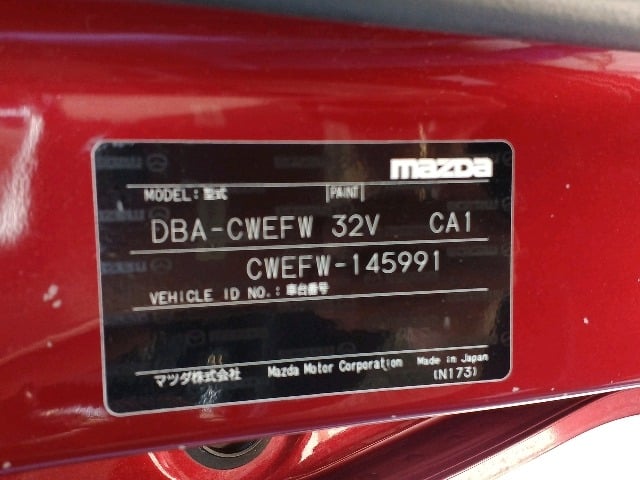 mazda
MODEL: 型式 PAINT
DBA-CWEFW 32V CA1
CWEFW-145991
VEHICLE ID NO.: 車台番号
マツダ株式会社 Mazda Motor Corporation Made in Japan
(N173)